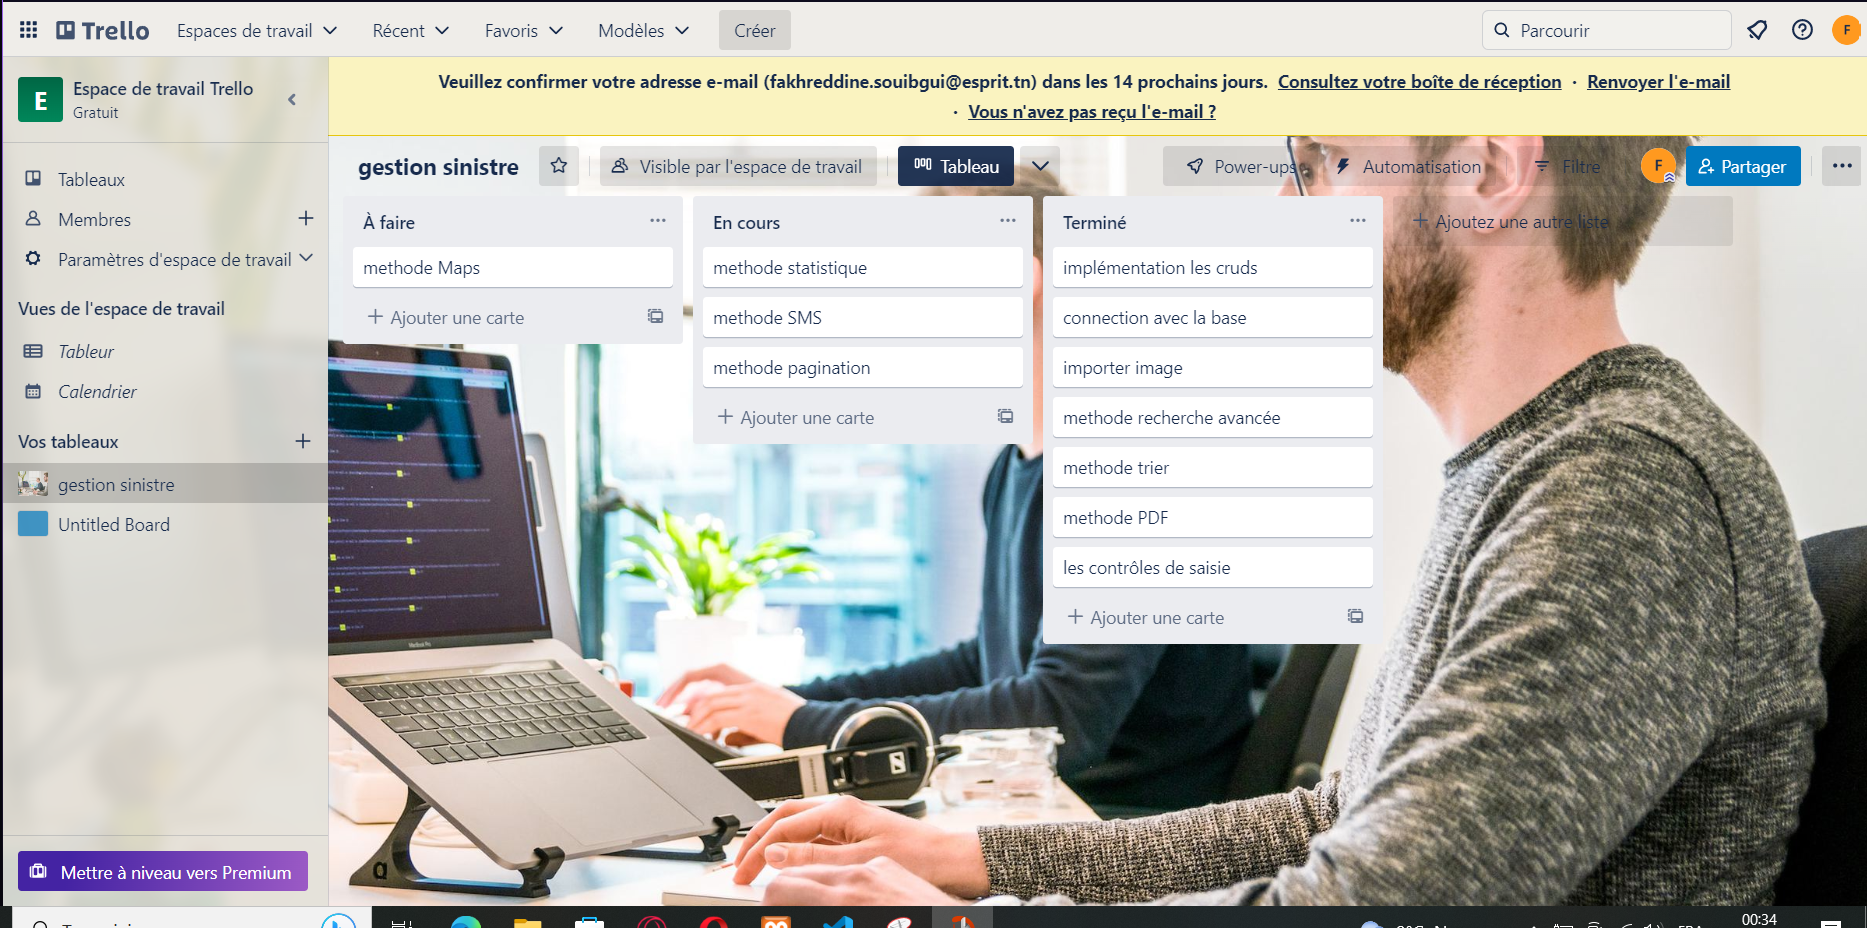 Trello
Espaces de travail
Récent
Favoris
Modèles
Créer
Parcourir
F
E
Espace de travail Trello
Gratuit
Veuillez confirmer votre adresse e-mail (fakhreddine.souibgui@esprit.tn) dans les 14 prochains jours. Consultez votre boîte de réception · Renvoyer l'e-mail
· Vous n'avez pas reçu l'e-mail ?
Tableaux
Membres
Paramètres d'espace de travail
Vues de l'espace de travail
Tableur
Calendrier
Vos tableaux
gestion sinistre
Untitled Board
Mettre à niveau vers Premium
gestion sinistre
Visible par l'espace de travail
Tableau
Power-ups
Automatisation
Filtre
F
Partager
À faire
methode Maps
Ajouter une carte
En cours
methode statistique
methode SMS
methode pagination
Ajouter une carte
Terminé
implémentation les cruds
connection avec la base
importer image
methode recherche avancée
methode trier
methode PDF
les contrôles de saisie
Ajouter une carte
Ajoutez une autre liste
00:34